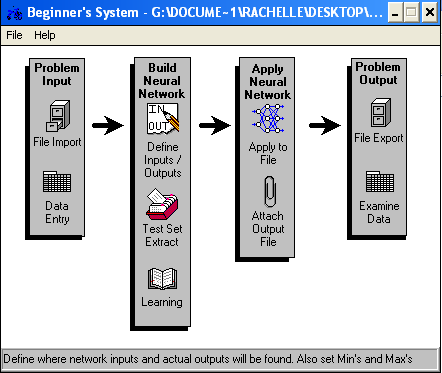 Beginner's System - G:\DOCUME~1\RACHELLE\DESKTOP\...
File Help
Problem
Input
File Import
Data
Entry
Build
Neural
Network
IN
OUT
Define
Inputs /
Outputs
Test Set
Extract
Learning
Apply
Neural
Network
Apply to
File
Attach
Output
File
Problem
Output
File Export
Examine
Data
Define where network inputs and actual outputs will be found. Also set Min's and Max's